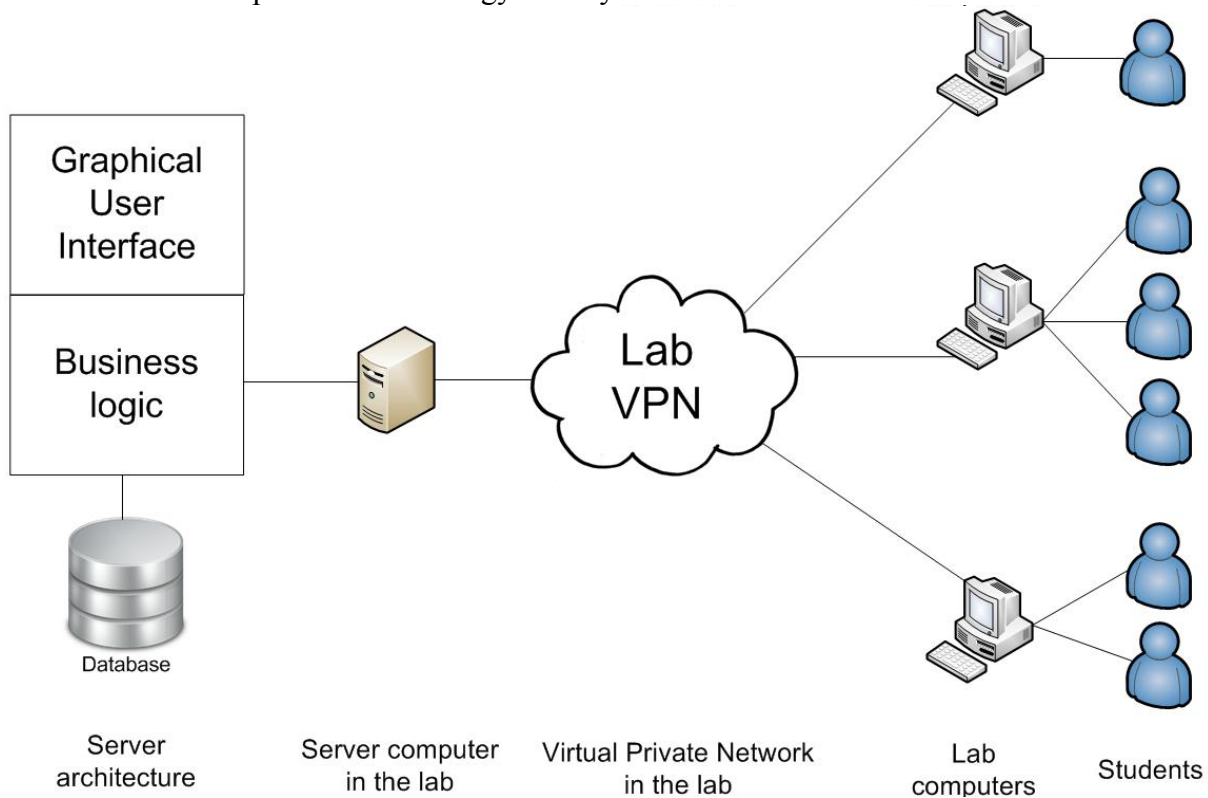 Graphical
User
Interface
Business
logic
Database
Lab
VPN
Server
architecture
Server computer
in the lab
Virtual Private Network
in the lab
Lab
computers
Students